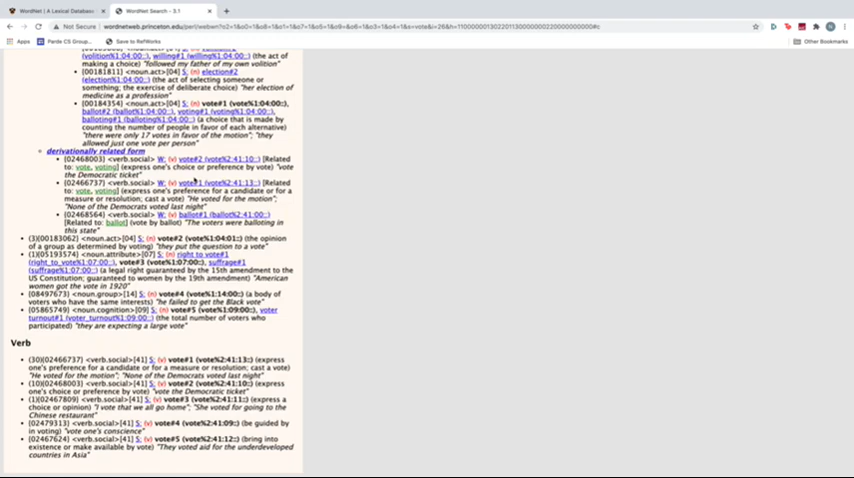 WordNet | A Lexical Database
WordNet Search - 3.1
Not Secure | wordnetweb.princeton.edu/perl/webwn?
Apps Pardis CS Group... Save to RefWorks Other Bookmarks
(volition%1:04:00::), willing#1 (willing%1:04:00::) (the act of
making a choice) "followed my father of my own volition"
(00181811) <noun.act>[04] S: (n) election#2
(election%1:04:00::) (the act of selecting someone or
something; the exercise of deliberate choice) "her election of
medicine as a profession"
(00184354) <noun.act>[04] S: (n) vote#1 (vote%1:04:00::),
ballot#2 (ballot%1:04:00::), voting#1 (voting%1:04:00::),
balloting#1 (balloting%1:04:00::) (a choice that is made by
counting the number of people in favor of each alternative)
"there were only 17 votes in favor of the motion"; "they
allowed just one vote per person"
derivationally related form
(02468003) <verb.social> W: (v) vote#2 (vote%2:41:10::) [Related
to: vote, voting] (express one's choice or preference by vote) "vote
the Democratic ticket"
(02466737) <verb.social> W: (v) vote#1 (vote%2:41:13::) [Related
to: vote, voting] (express one's preference for a candidate or for a
measure or resolution; cast a vote) "He voted for the motion";
"None of the Democrats voted last night"
(02468564) <verb.social> W: (v) ballot#1 (ballot%2:41:00::)
[Related to: ballot] (vote by ballot) "The voters were balloting in
this state"
(3)(00183062) <noun.act>[04] S: (n) vote#2 (vote%1:04:01::) (the opinion
of a group as determined by voting) "they put the question to a vote"
(1)(05193574) <noun.attribute>[07] S: (n) right to vote#1
(right_to_vote%1:07:00::), vote#3 (vote%1:07:00::), suffrage#1
(suffrage%1:07:00::) (a legal right guaranteed by the 15th amendment to the
US Constitution; guaranteed to women by the 19th amendment) "American
women got the vote in 1920"
(08497673) <noun.group>[14] S: (n) vote#4 (vote%1:14:00::) (a body of
voters who have the same interests) "he failed to get the Black vote"
(05865749) <noun.cognition>[09] S: (n) vote#5 (vote%1:09:00::), voter
turnout#1 (voter_turnout%1:09:00::) (the total number of voters who
participated) "they are expecting a large vote"
Verb
(30)(02466737) <verb.social>[41] S: (v) vote#1 (vote%2:41:13::) (express
one's preference for a candidate or for a measure or resolution; cast a vote)
"He voted for the motion"; "None of the Democrats voted last night"
(10)(02468003) <verb.social>[41] S: (v) vote#2 (vote%2:41:10::) (express
one's choice or preference by vote) "vote the Democratic ticket"
(1)(02467809) <verb.social>[41] S: (v) vote#3 (vote%2:41:11::) (express a
choice or opinion) "I vote that we all go home"; "She voted for going to the
Chinese restaurant"
(02479313) <verb.social>[41] S: (v) vote#4 (vote%2:41:09::) (be guided by
in voting) "vote one's conscience"
(02467624) <verb.social>[41] S: (v) vote#5 (vote%2:41:12::) (bring into
existence or make available by vote) "They voted aid for the underdeveloped
countries in Asia"